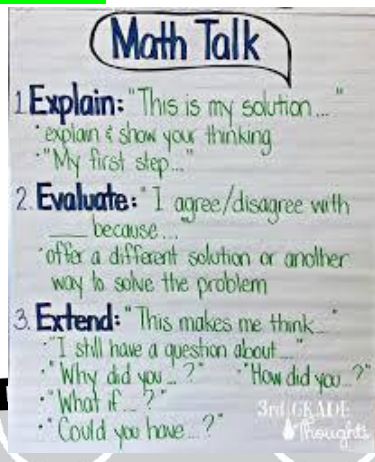 Math Talk
1. Explain: "This is my solution..."
· explain & show your thinking
· "My first step..."
2. Evaluate: "I agree/disagree with
____ because..."
· offer a different solution or another
way to solve the problem
3. Extend: "This makes me think..."
· "I still have a question about..."
· "Why did you...?" · "How did you...?"
· "What if...?"
· "Could you have...?"
3rd GRADE
Thoughts